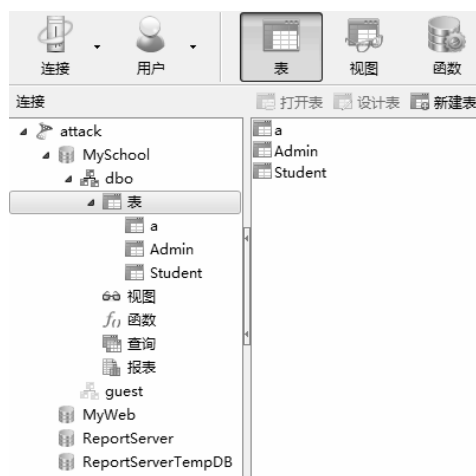 连接 用户 表 视图 函数
连接 打开表 设计表 新建表
attack
MySchool
dbo
表
a
Admin
Student
视图
f() 函数
查询
报表
guest
MyWeb
ReportServer
ReportServerTempDB
a
Admin
Student